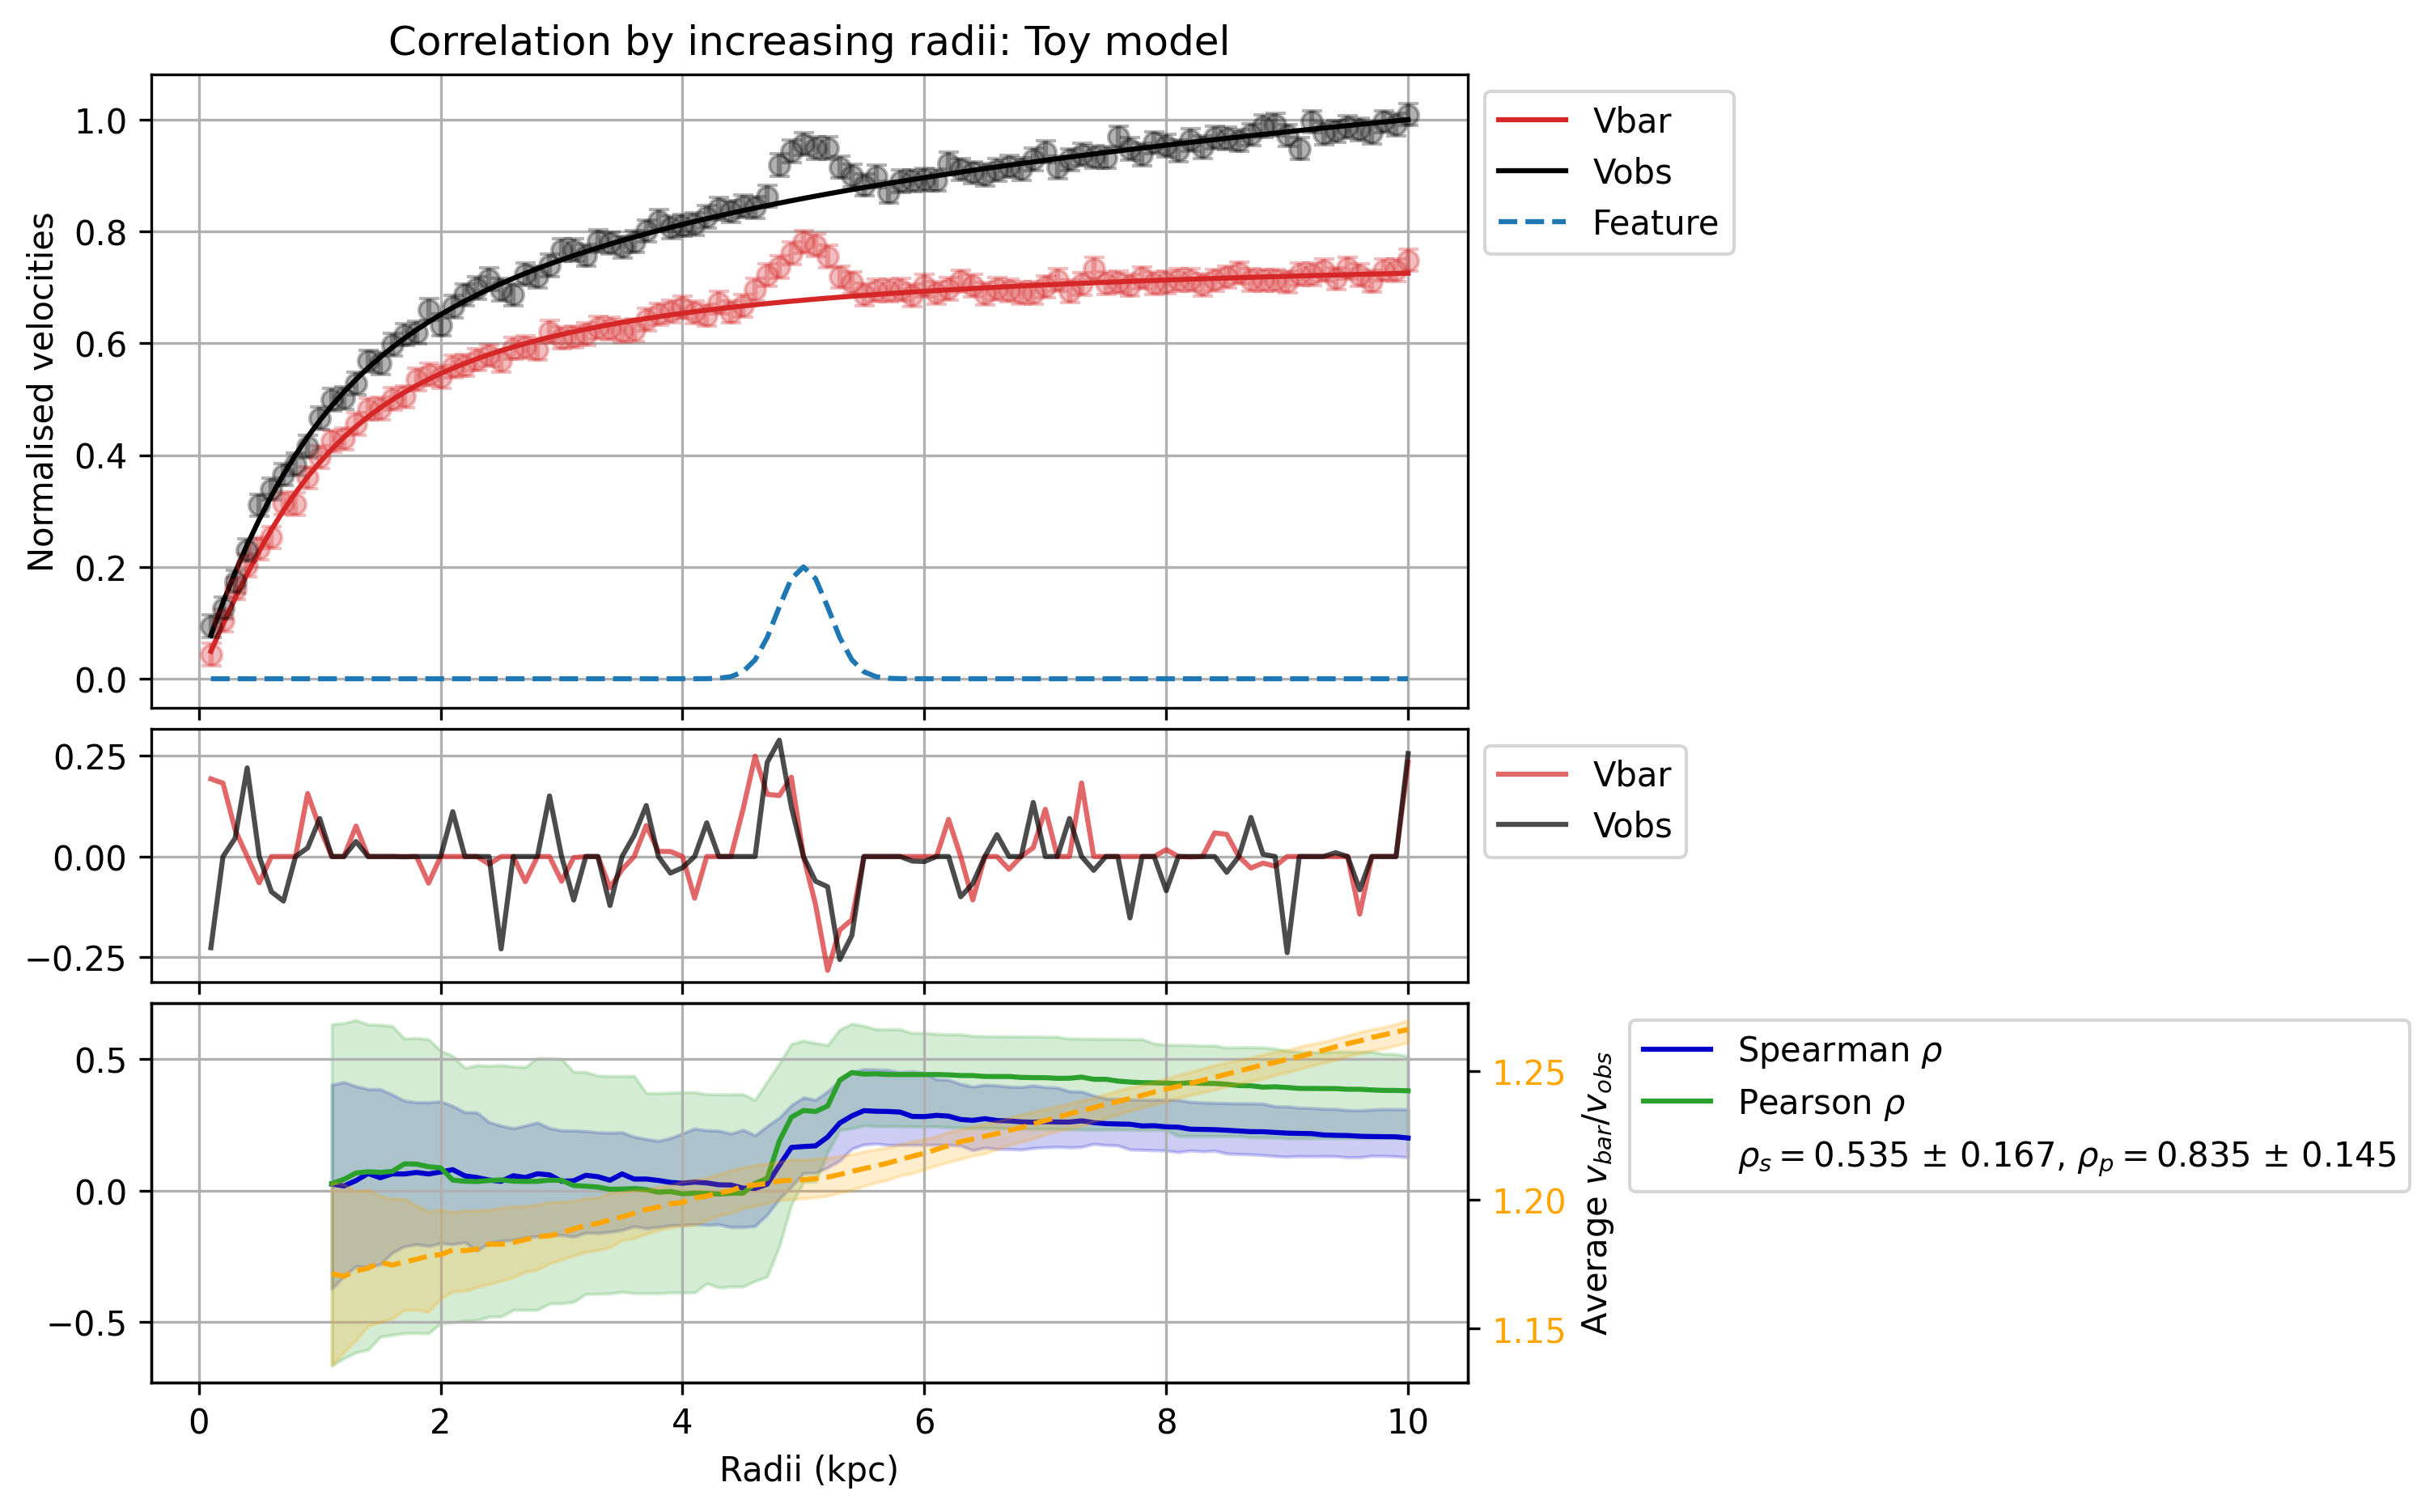 Correlation by increasing radii: Toy model
Normalised velocities
1.0
0.8
0.6
0.4
0.2
0.0
Vbar
Vobs
Feature
0.25
0.00
−0.25
Vbar
Vobs
0.5
0.0
−0.5
1.25
1.20
1.15
Average v_bar/v_obs
Spearman ρ
Pearson ρ
ρ_s = 0.535 ± 0.167, ρ_p = 0.835 ± 0.145
0 2 4 6 8 10
Radii (kpc)